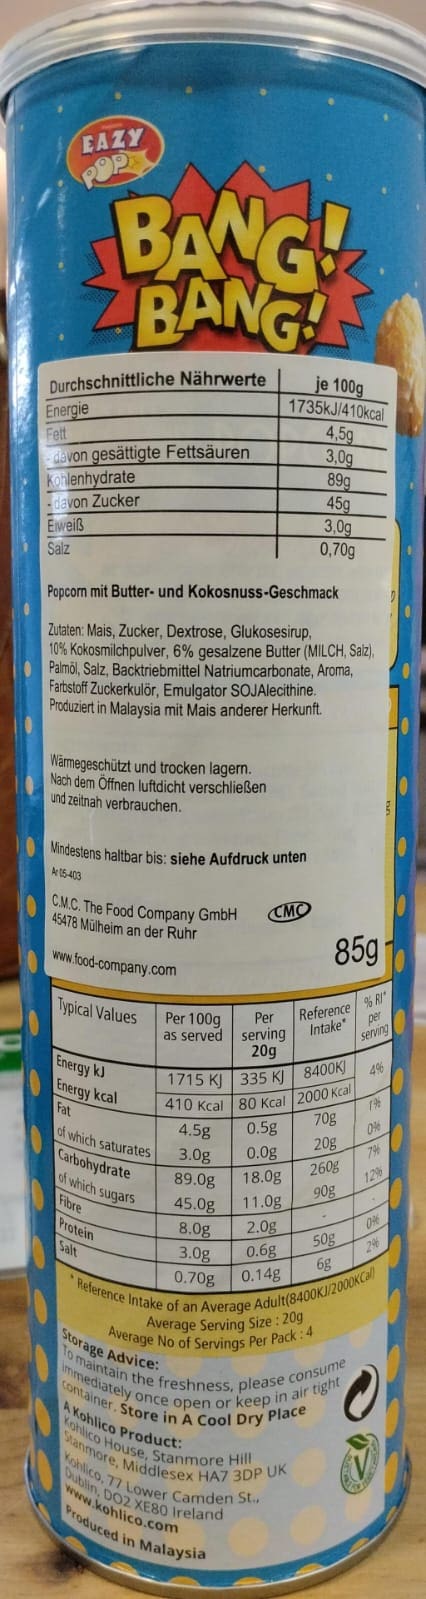 EAZY
POP
BANG!
BANG!
Durchschnittliche Nährwerte je 100g
Energie 1735kJ/410kcal
Fett 4,5g
- davon gesättigte Fettsäuren 3,0g
Kohlenhydrate 89g
- davon Zucker 45g
Eiweiß 3,0g
Salz 0,70g
Popcorn mit Butter- und Kokosnuss-Geschmack
Zutaten: Mais, Zucker, Dextrose, Glukosesirup,
10% Kokosmilchpulver, 6% gesalzene Butter (MILCH, Salz),
Palmöl, Salz, Backtriebmittel Natriumcarbonate, Aroma,
Farbstoff Zuckerkulör, Emulgator SOJAlecithine.
Produziert in Malaysia mit Mais anderer Herkunft.
Wärmegeschützt und trocken lagern.
Nach dem Öffnen luftdicht verschließen
und zeitnah verbrauchen.
Mindestens haltbar bis: siehe Aufdruck unten
Ar 05-403
C.M.C. The Food Company GmbH CMC
45478 Mülheim an der Ruhr
85g
www.food-company.com
Typical Values Per 100g as served Per serving 20g Reference Intake* % RI* per serving
Energy kJ 1715 KJ 335 KJ 8400KJ 4%
Energy kcal 410 Kcal 80 Kcal 2000 Kcal
Fat 4.5g 0.5g 70g 1%
of which saturates 3.0g 0.0g 20g 0%
Carbohydrate 89.0g 18.0g 260g 7%
of which sugars 45.0g 11.0g 90g 12%
Fibre 8.0g 2.0g - -
Protein 3.0g 0.6g 50g 0%
Salt 0.70g 0.14g 6g 2%
* Reference Intake of an Average Adult(8400KJ/2000KCal)
Average Serving Size : 20g
Average No of Servings Per Pack : 4
Storage Advice:
To maintain the freshness, please consume
immediately once open or keep in air tight
container. Store in A Cool Dry Place
A Kohlico Product:
Kohlico House, Stanmore Hill
Stanmore, Middlesex HA7 3DP UK
Kohlico, 77 Lower Camden St.,
Dublin, DO2 XE80 Ireland
www.kohlico.com
Produced in Malaysia